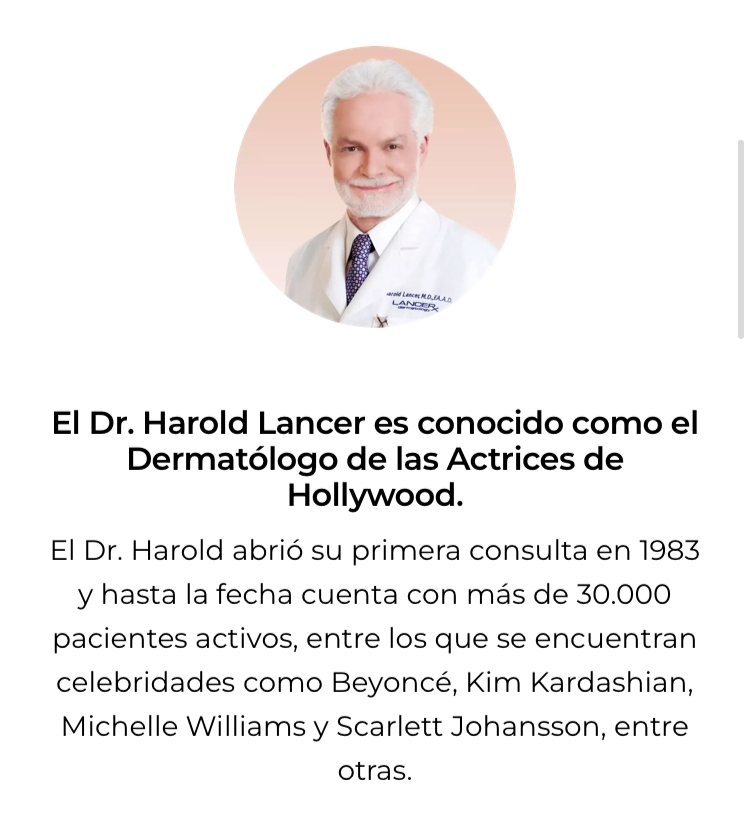 arold Lancer, M.D., F.A.A.D.
LANCER
dermatology
El Dr. Harold Lancer es conocido como el
Dermatólogo de las Actrices de
Hollywood.
El Dr. Harold abrió su primera consulta en 1983
y hasta la fecha cuenta con más de 30.000
pacientes activos, entre los que se encuentran
celebridades como Beyoncé, Kim Kardashian,
Michelle Williams y Scarlett Johansson, entre
otras.